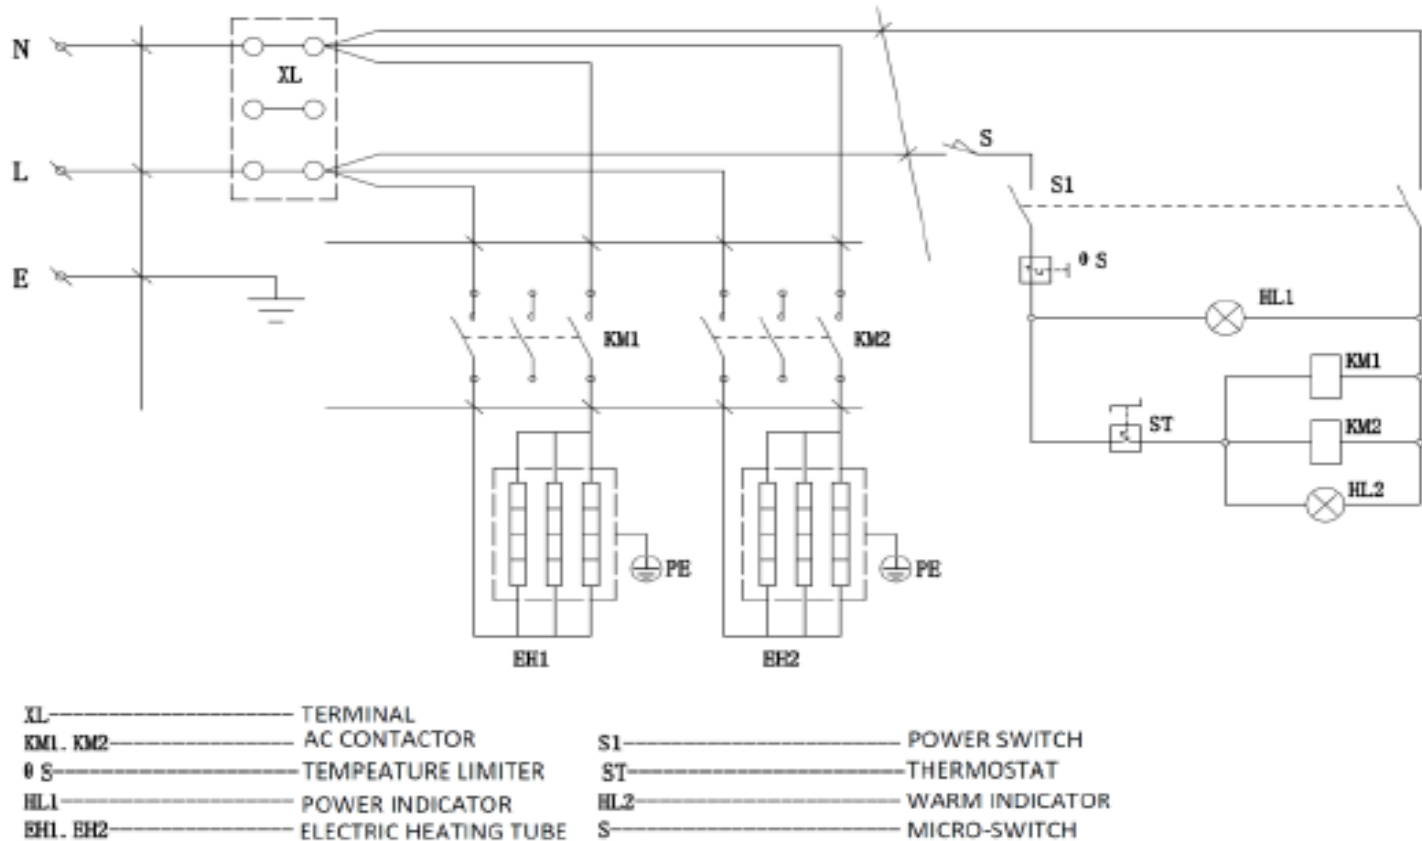 N
XL
L
S
S1
E
θ S
HL1
KM1
KM2
KM1
ST
KM2
HL2
PE
PE
EH1
EH2
XL TERMINAL
KM1. KM2 AC CONTACTOR
S1 POWER SWITCH
θ S TEMPEATURE LIMITER
ST THERMOSTAT
HL1 POWER INDICATOR
HL2 WARM INDICATOR
EH1. EH2 ELECTRIC HEATING TUBE
S MICRO-SWITCH